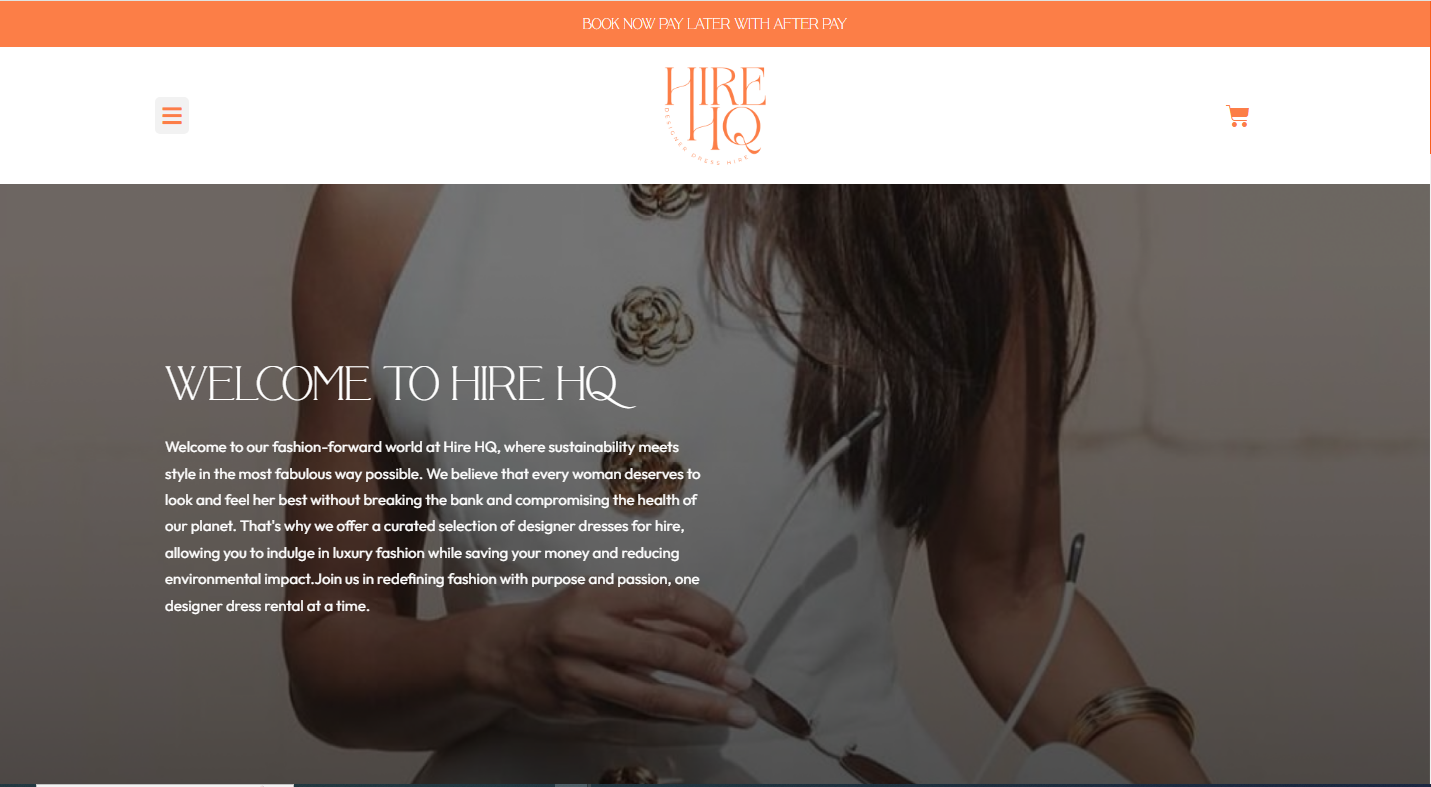 BOOK NOW PAY LATER WITH AFTER PAY
HIRE
HQ
DESIGNER DRESS HIRE
WELCOME TO HIRE HQ
Welcome to our fashion-forward world at Hire HQ, where sustainability meets
style in the most fabulous way possible. We believe that every woman deserves to
look and feel her best without breaking the bank and compromising the health of
our planet. That's why we offer a curated selection of designer dresses for hire,
allowing you to indulge in luxury fashion while saving your money and reducing
environmental impact.Join us in redefining fashion with purpose and passion, one
designer dress rental at a time.